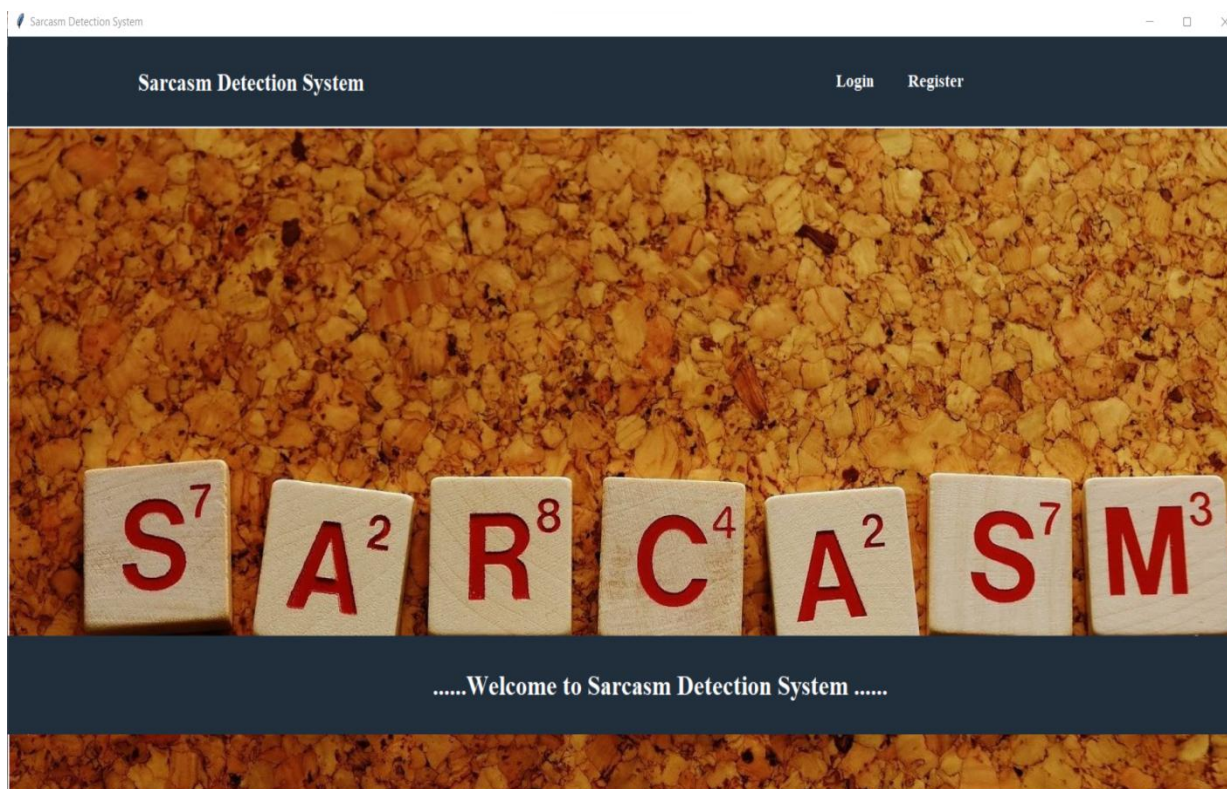 Sarcasm Detection System
Sarcasm Detection System
Login Register
S7 A2 R8 C4 A2 S7 M3
......Welcome to Sarcasm Detection System ......